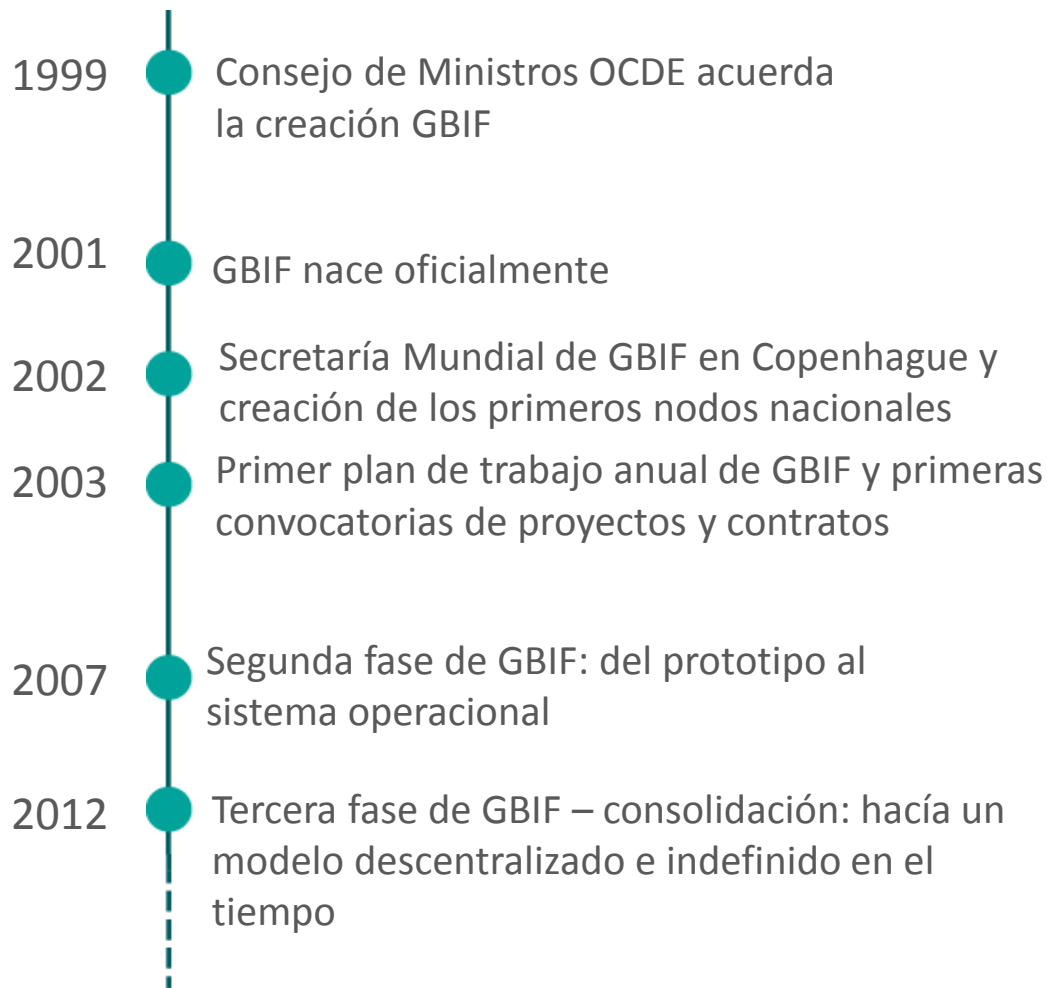 1999
Consejo de Ministros OCDE acuerda
la creación GBIF
2001
GBIF nace oficialmente
2002
Secretaría Mundial de GBIF en Copenhague y
creación de los primeros nodos nacionales
2003
Primer plan de trabajo anual de GBIF y primeras
convocatorias de proyectos y contratos
2007
Segunda fase de GBIF: del prototipo al
sistema operacional
2012
Tercera fase de GBIF – consolidación: hacía un
modelo descentralizado e indefinido en el
tiempo